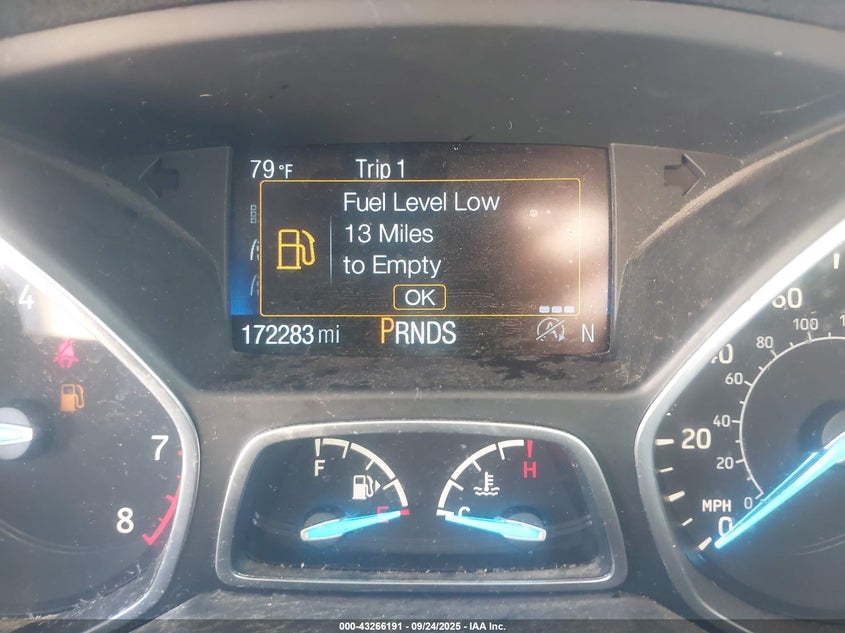 79 °F Trip 1
Fuel Level Low
13 Miles
to Empty
OK
172283 mi PRNDS N
4
7
8
F
E
H
C
60
80 100
60
40
20
20
0
MPH
0
000-43266191 - 09/24/2025 - IAA Inc.